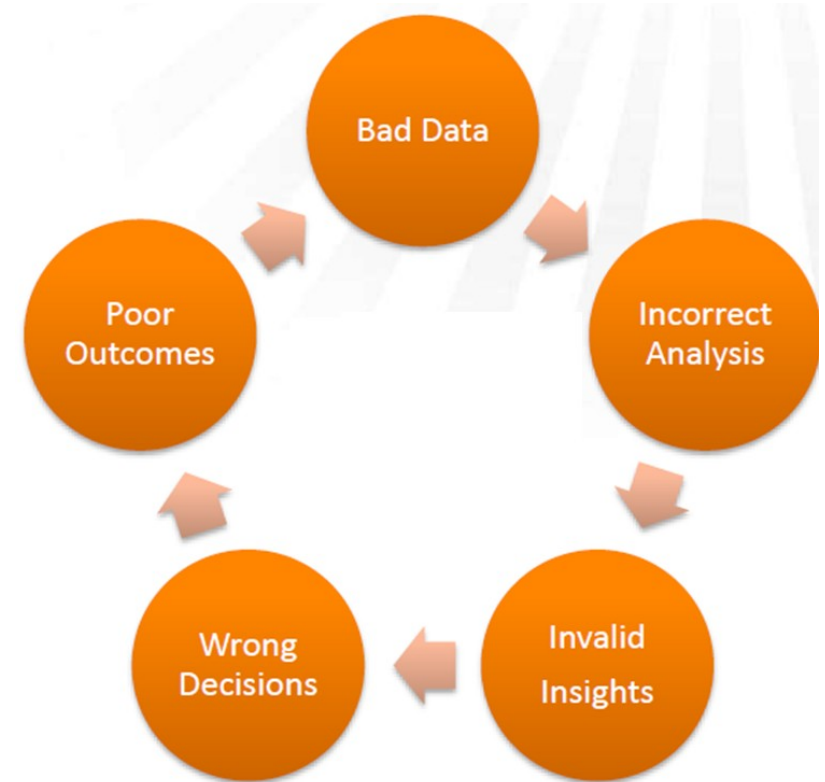 Bad Data
Incorrect
Analysis
Invalid
Insights
Wrong
Decisions
Poor
Outcomes